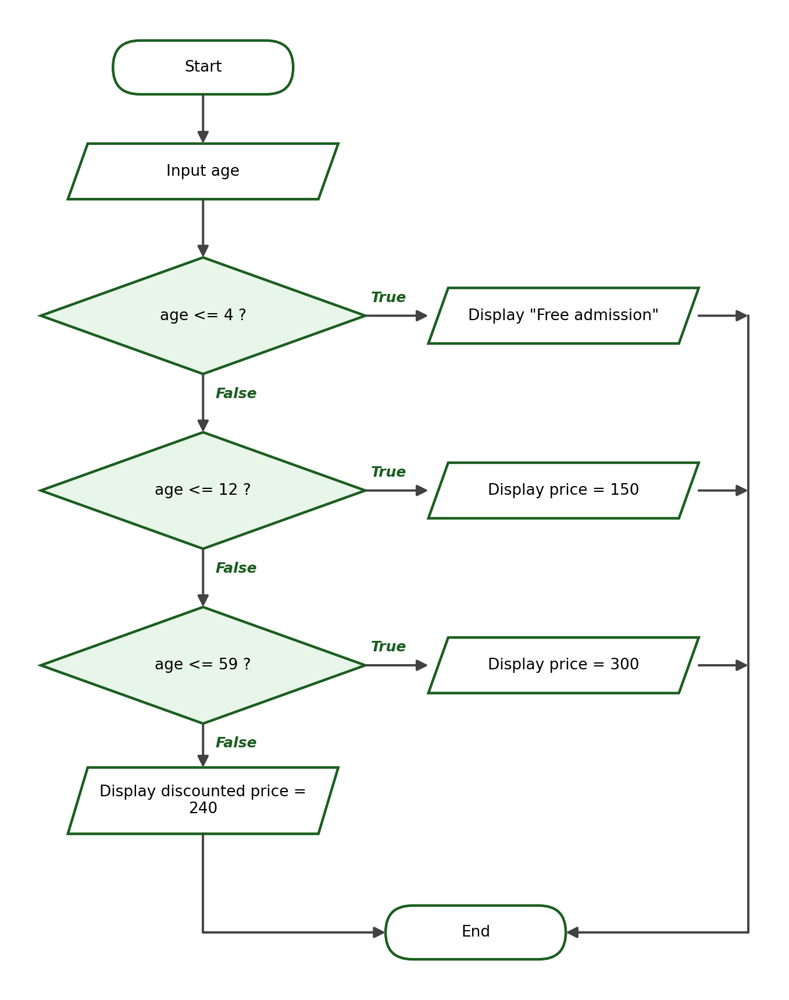 Start
Input age
age <= 4 ?
True
Display "Free admission"
False
age <= 12 ?
True
Display price = 150
False
age <= 59 ?
True
Display price = 300
False
Display discounted price =
240
End